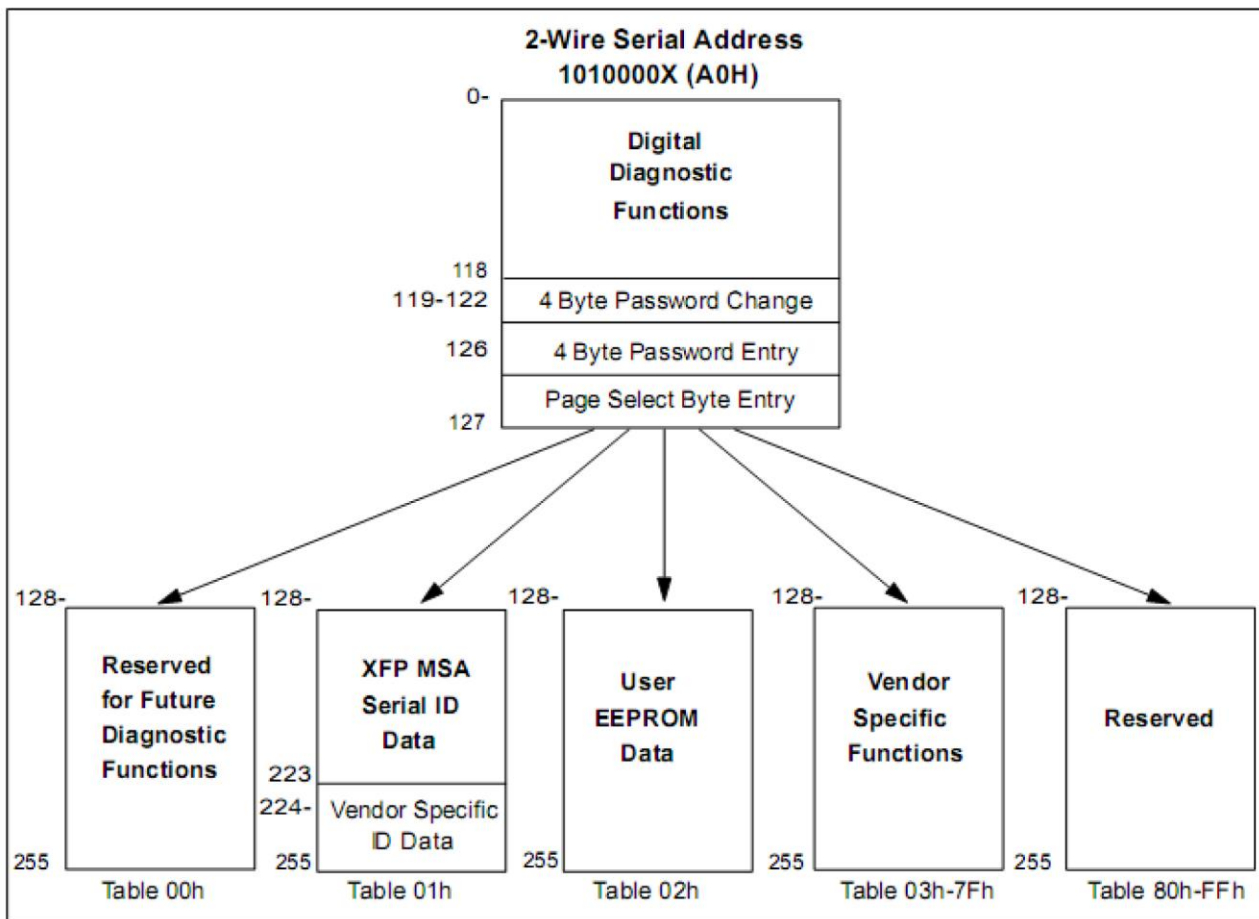 2-Wire Serial Address
1010000X (A0H)
0-
Digital
Diagnostic
Functions
118
119-122
4 Byte Password Change
126
4 Byte Password Entry
Page Select Byte Entry
127
128-
Reserved
for Future
Diagnostic
Functions
255
Table 00h
128-
XFP MSA
Serial ID
Data
223
224-
Vendor Specific
ID Data
255
Table 01h
128-
User
EEPROM
Data
255
Table 02h
128-
Vendor
Specific
Functions
255
Table 03h-7Fh
128-
Reserved
255
Table 80h-FFh